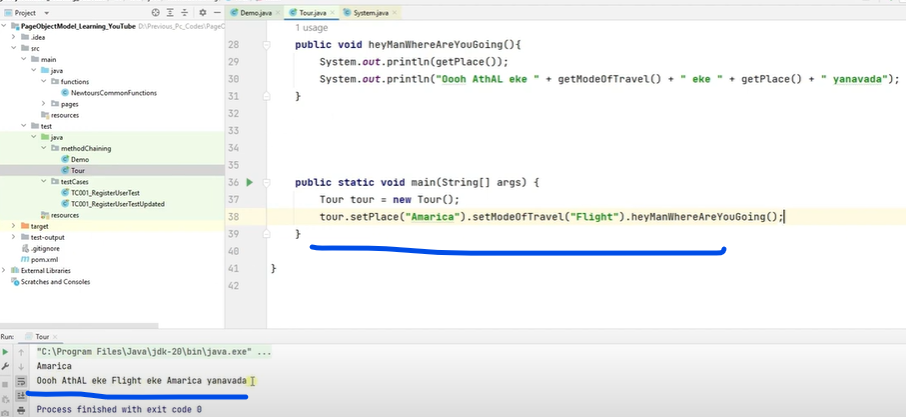 Project
Demo.java
Tour.java
System.java
PageObjectModel_Learning_YouTube D:\Previous_Pc_Codes\PageO
.idea
src
main
java
functions
NewtoursCommonFunctions
pages
resources
test
java
methodChaining
Demo
Tour
testCases
TC001_RegisterUserTest
TC001_RegisterUserTestUpdated
resources
target
test-output
.gitignore
pom.xml
External Libraries
Scratches and Consoles
1 usage
28 public void heyManWhereAreYouGoing(){
29 System.out.println(getPlace());
30 System.out.println("Oooh AthAL eke " + getModeOfTravel() + " eke " + getPlace() + " yanavada");
31 }
32
33
34
35
36 public static void main(String[] args) {
37 Tour tour = new Tour();
38 tour.setPlace("Amarica").setModeOfTravel("Flight").heyManWhereAreYouGoing();
39 }
40
41 }
42
Run: Tour
"C:\Program Files\Java\jdk-20\bin\java.exe" ...
Amarica
Oooh AthAL eke Flight eke Amarica yanavada
Process finished with exit code 0